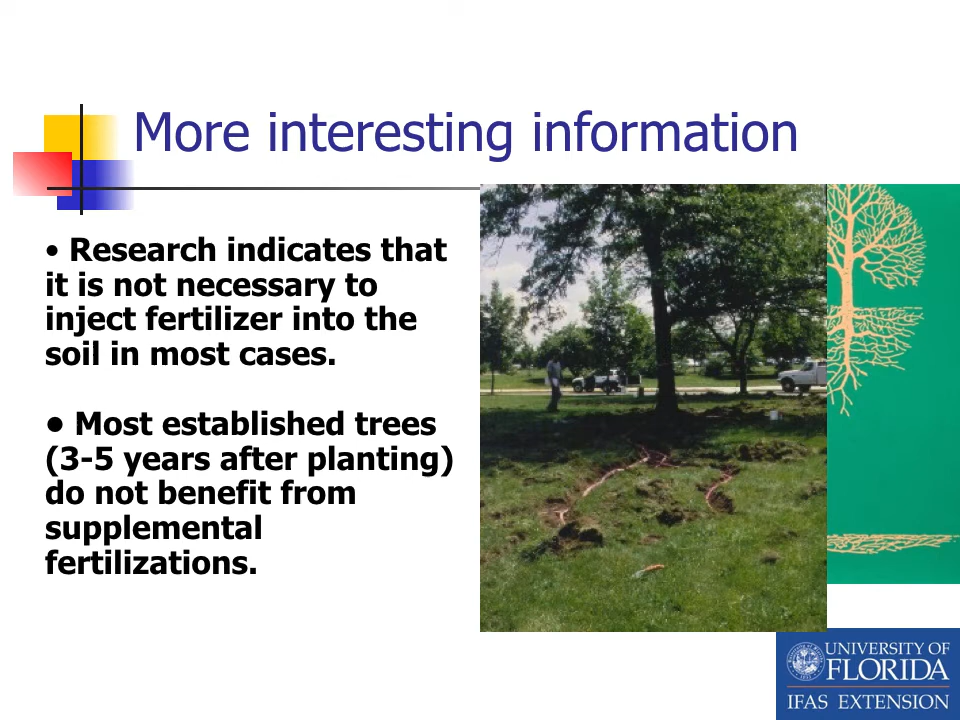 More interesting information
• Research indicates that
it is not necessary to
inject fertilizer into the
soil in most cases.
• Most established trees
(3-5 years after planting)
do not benefit from
supplemental
fertilizations.
UNIVERSITY OF
FLORIDA
IFAS EXTENSION